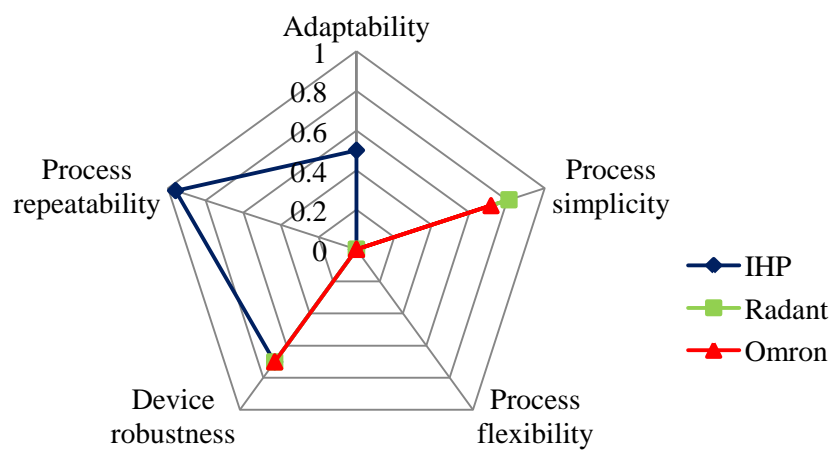 Adaptability
1
0.8
0.6
0.4
0.2
0
Process
simplicity
Process
flexibility
Device
robustness
Process
repeatability
IHP
Radant
Omron